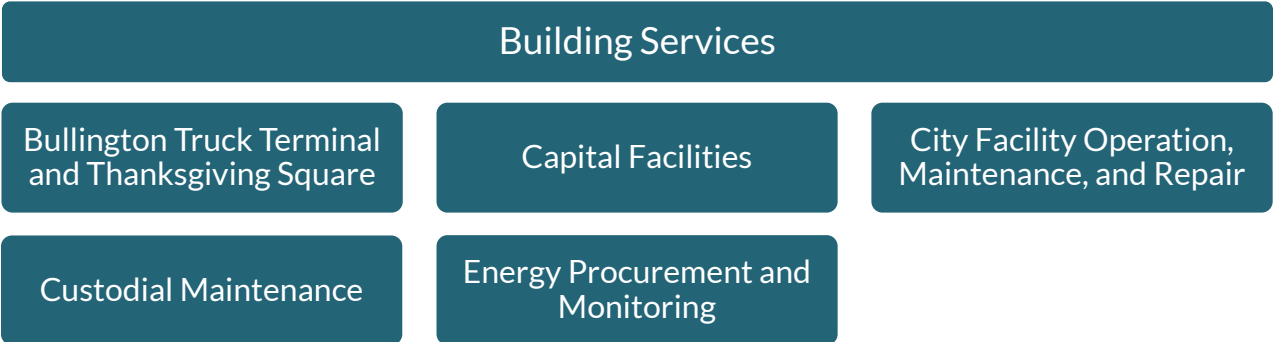 Building Services
Bullington Truck Terminal
and Thanksgiving Square
Capital Facilities
City Facility Operation,
Maintenance, and Repair
Custodial Maintenance
Energy Procurement and
Monitoring